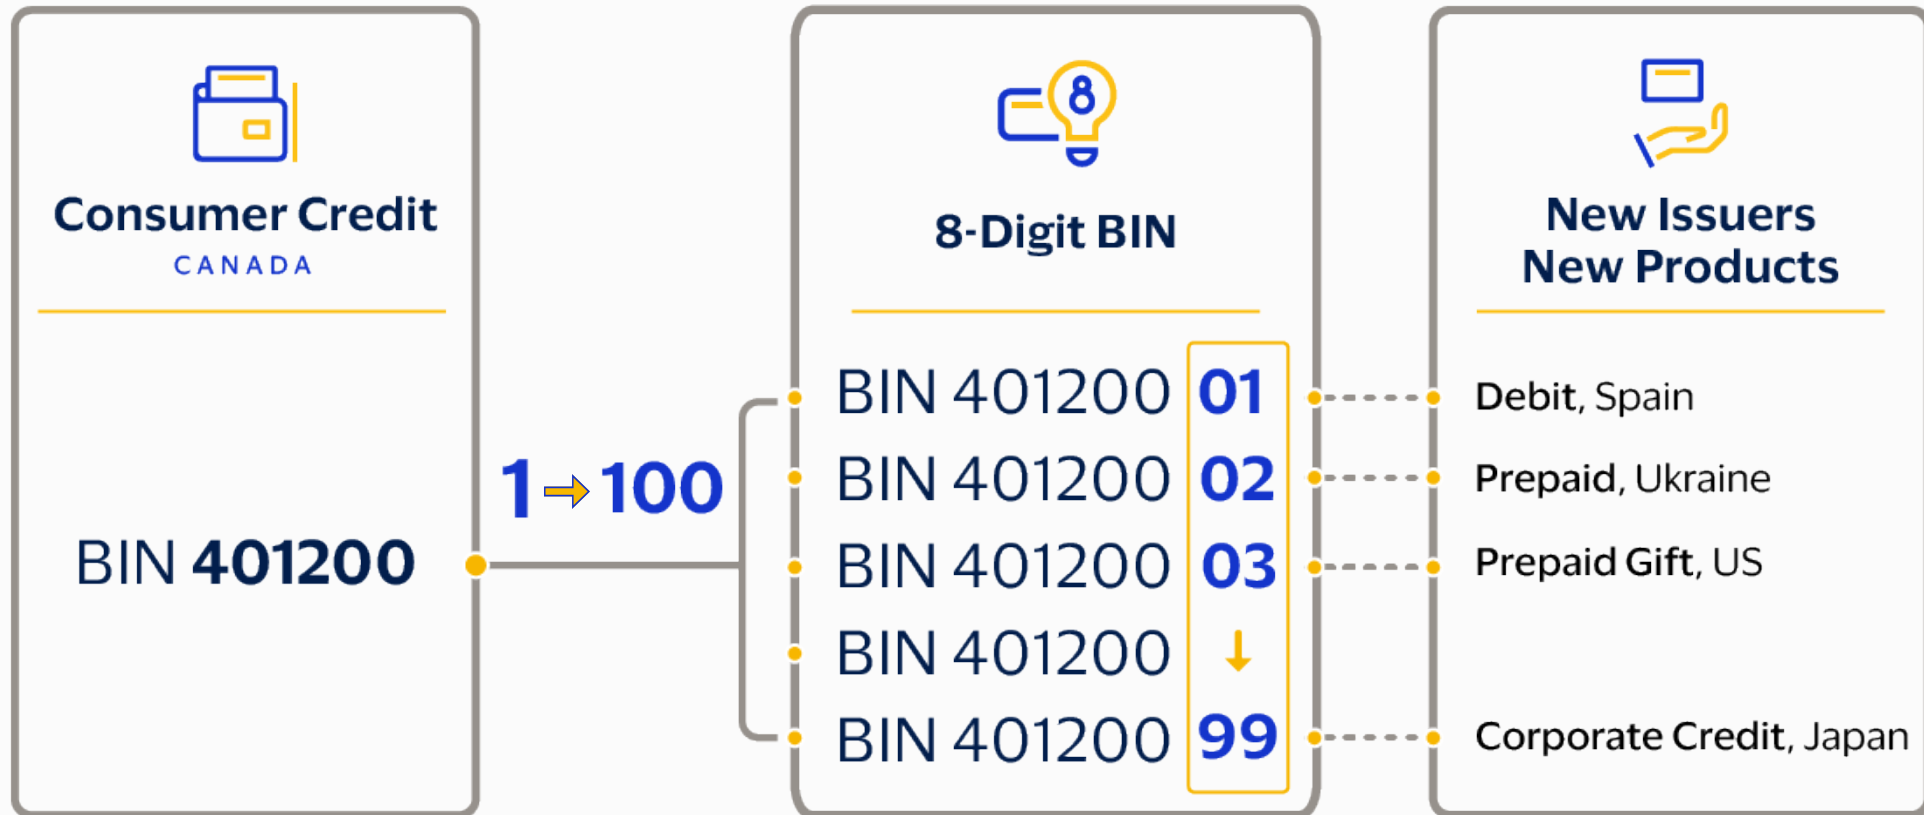 Consumer Credit
CANADA
BIN 401200
1 → 100
8
8-Digit BIN
BIN 401200 01
BIN 401200 02
BIN 401200 03
BIN 401200 ↓
BIN 401200 99
New Issuers
New Products
Debit, Spain
Prepaid, Ukraine
Prepaid Gift, US
Corporate Credit, Japan